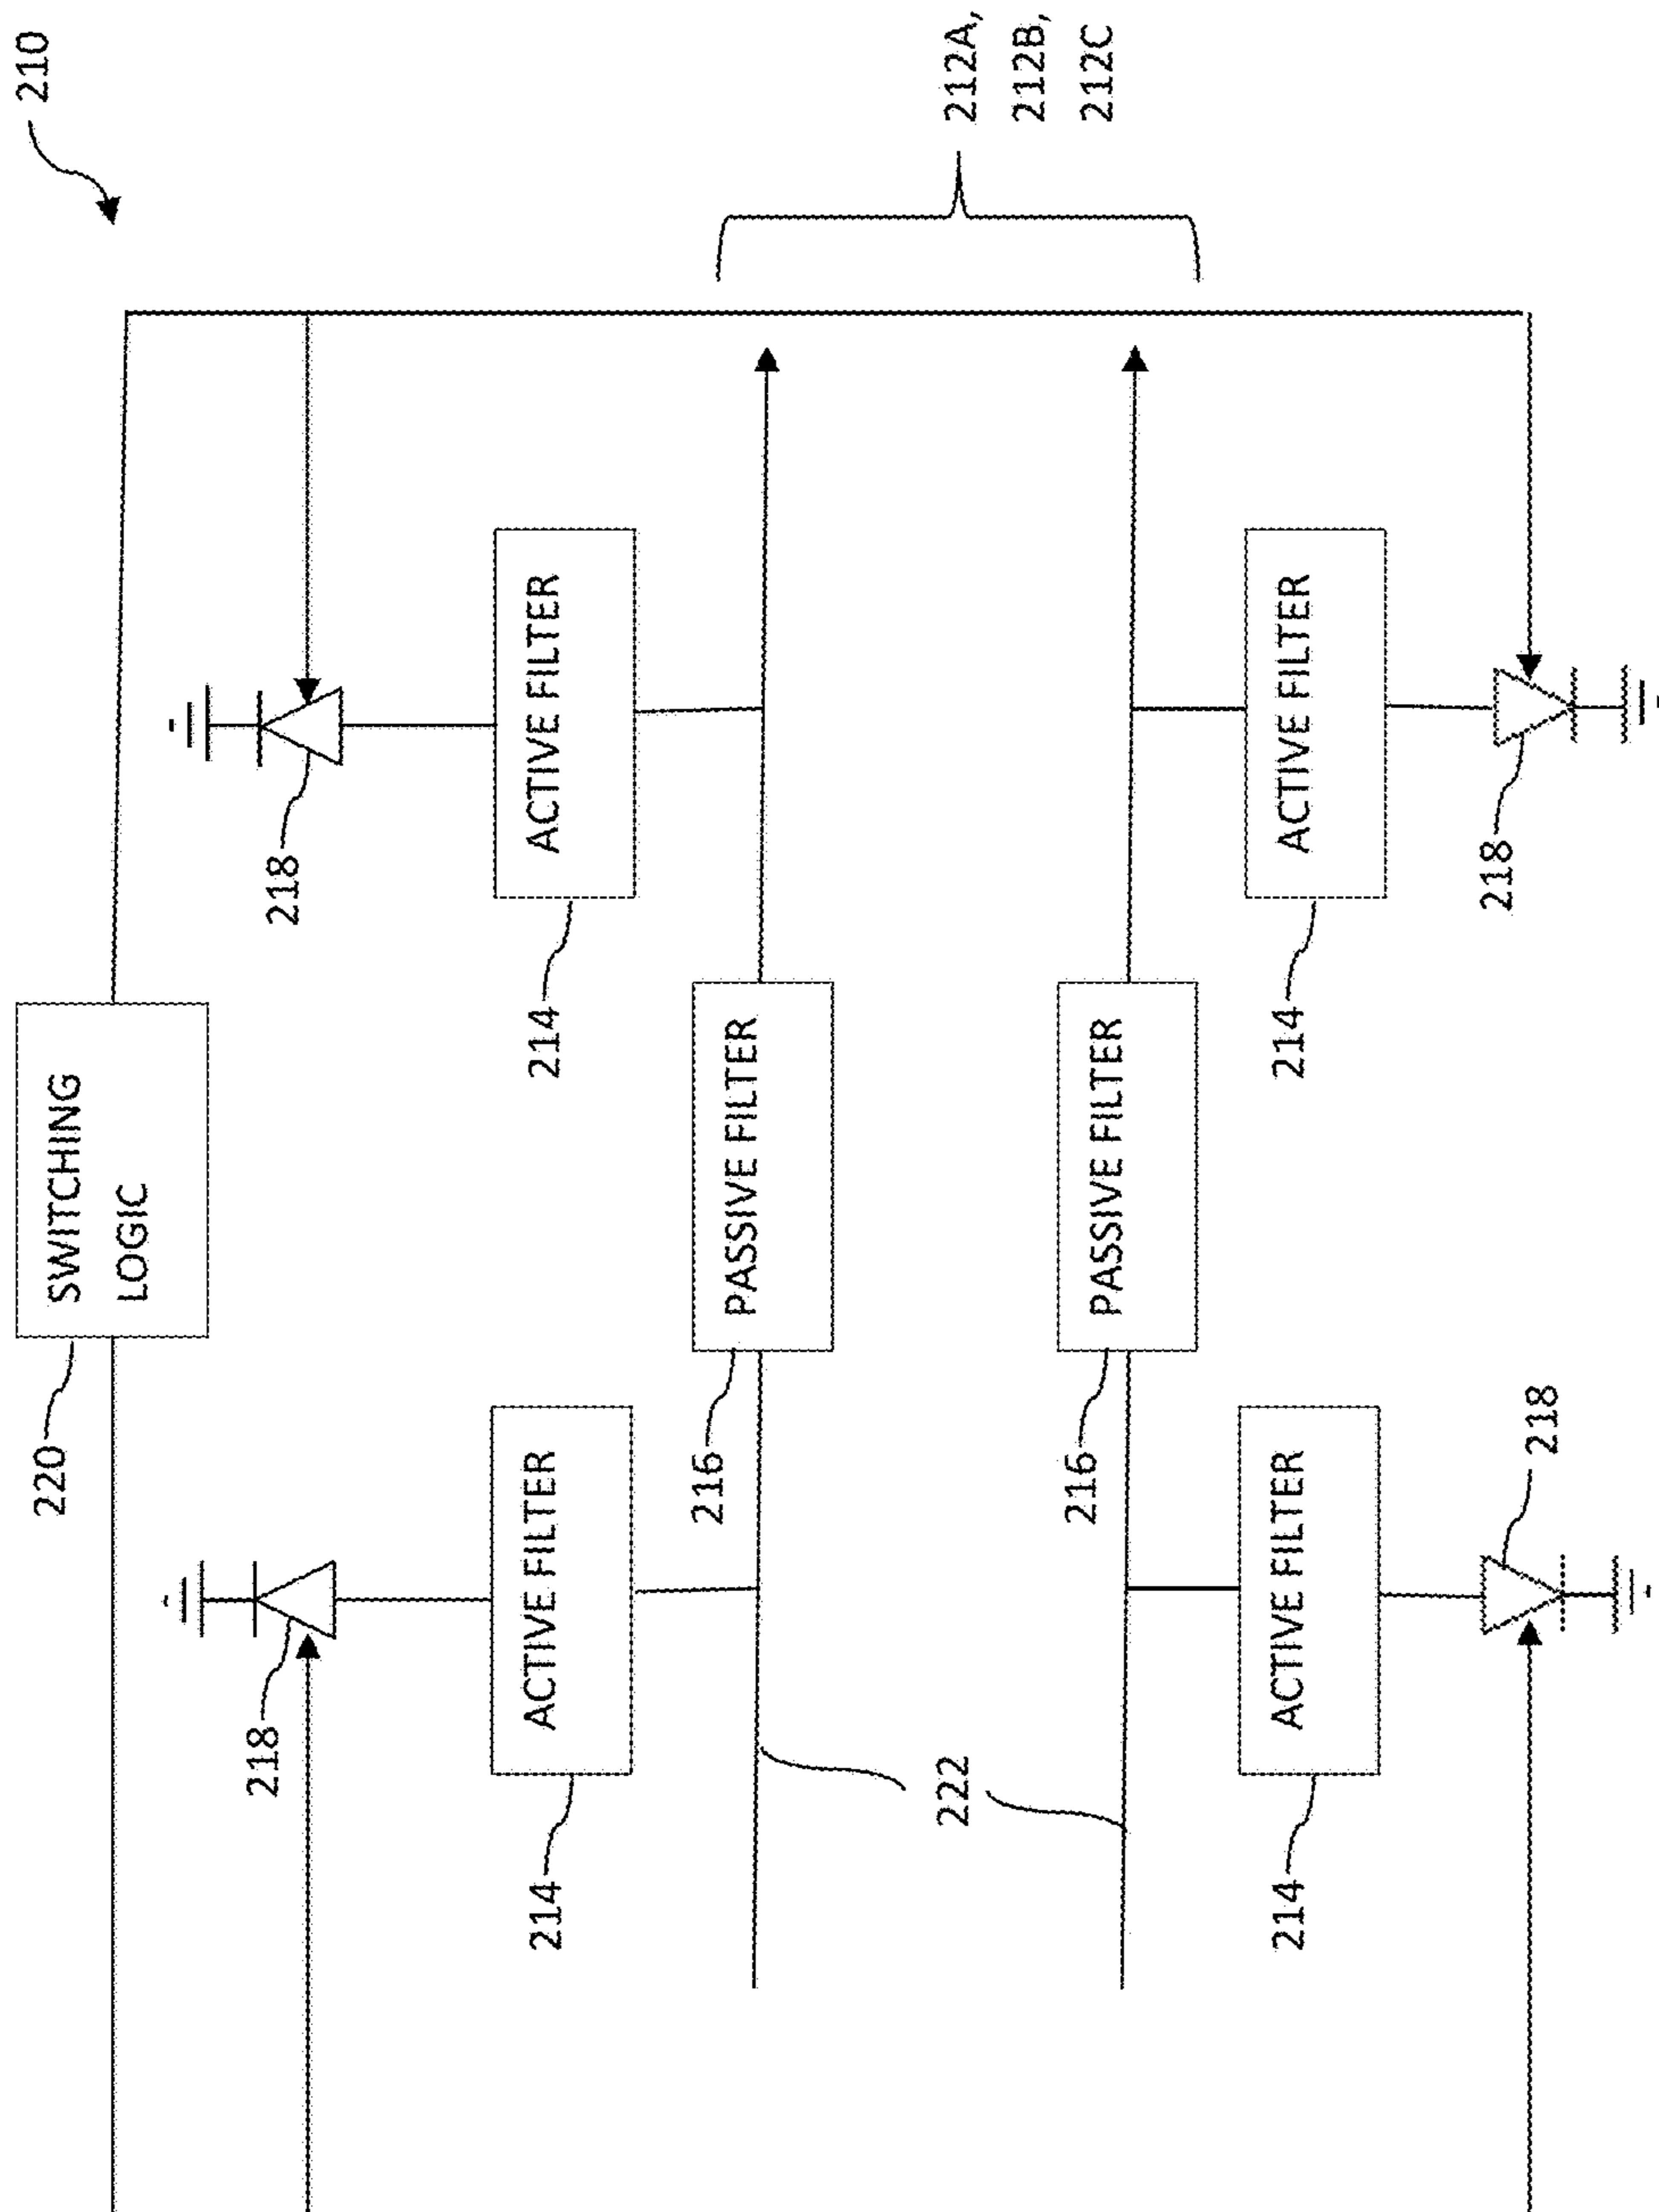 210
SWITCHING
LOGIC
220
218
218
ACTIVE FILTER
ACTIVE FILTER
214
214
PASSIVE FILTER
216
212A,
212B,
212C
222
PASSIVE FILTER
216
ACTIVE FILTER
ACTIVE FILTER
214
214
218
218